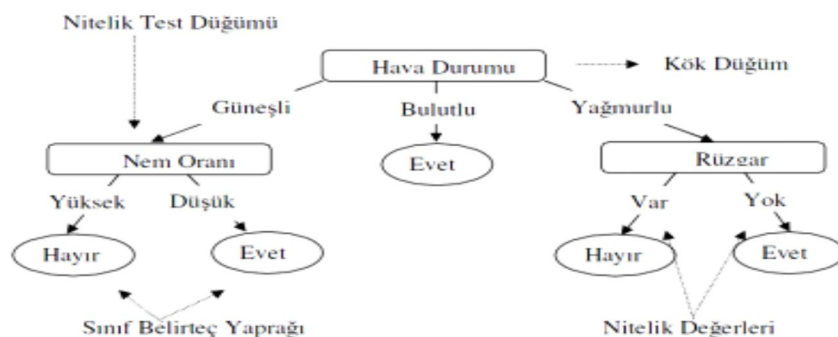 Nitelik Test Düğümü
Hava Durumu
Kök Düğüm
Güneşli
Bulutlu
Yağmurlu
Nem Oranı
Evet
Rüzgar
Yüksek
Düşük
Var
Yok
Hayır
Evet
Hayır
Evet
Sınıf Belirteç Yaprağı
Nitelik Değerleri